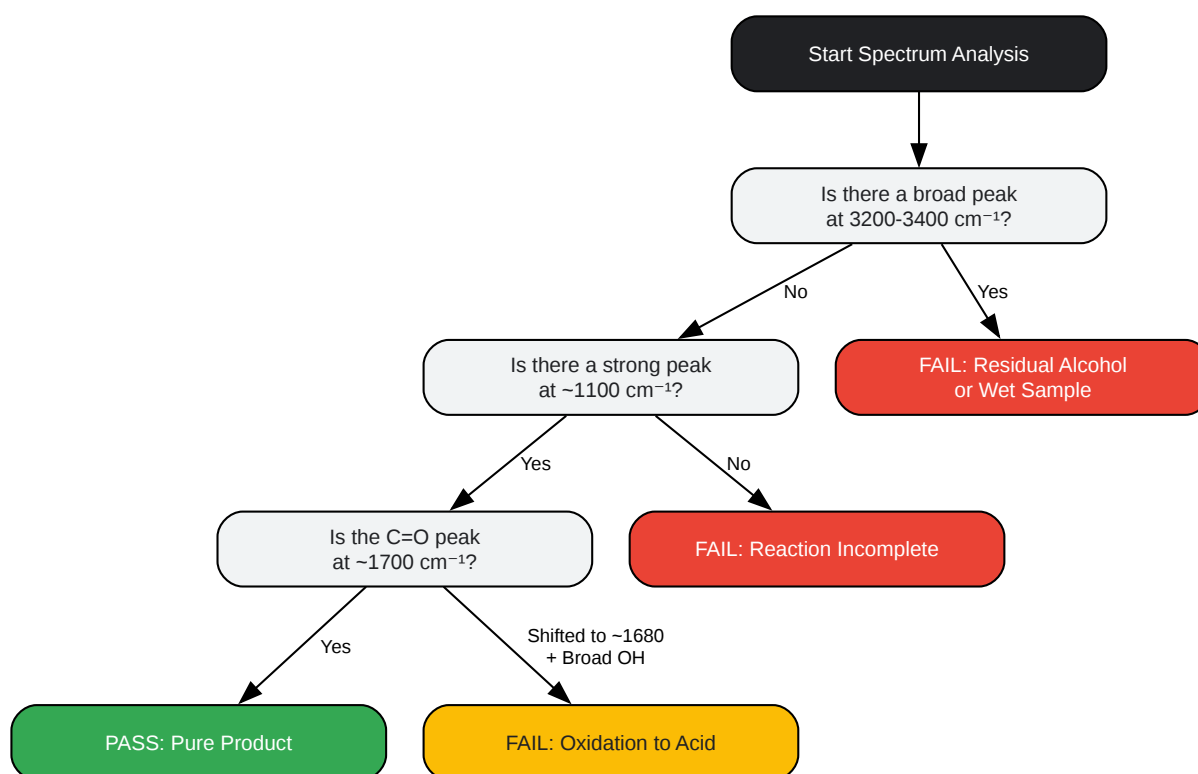 Start Spectrum Analysis
Is there a broad peak
at 3200-3400 cm⁻¹?
No
Yes
Is there a strong peak
at ~1100 cm⁻¹?
FAIL: Residual Alcohol
or Wet Sample
Yes
No
Is the C=O peak
at ~1700 cm⁻¹?
FAIL: Reaction Incomplete
Yes
Shifted to ~1680
+ Broad OH
PASS: Pure Product
FAIL: Oxidation to Acid